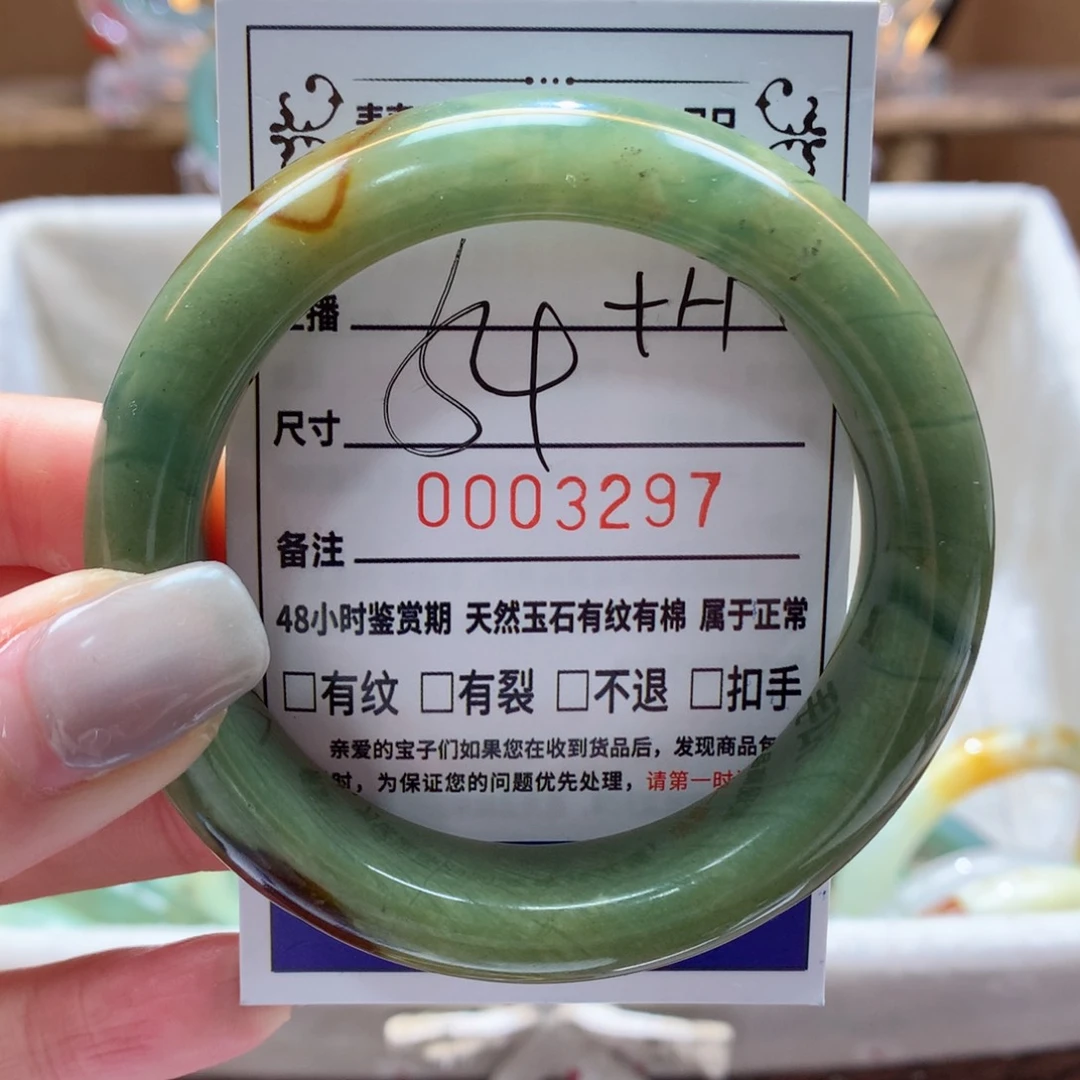 播 +H
尺寸 54
0003297
备注
48小时鉴赏期 天然玉石有纹有棉 属于正常
□有纹 □有裂 □不退 □扣手
亲爱的宝子们如果您在收到货品后，发现商品
时，为保证您的问题优先处理，请第一时